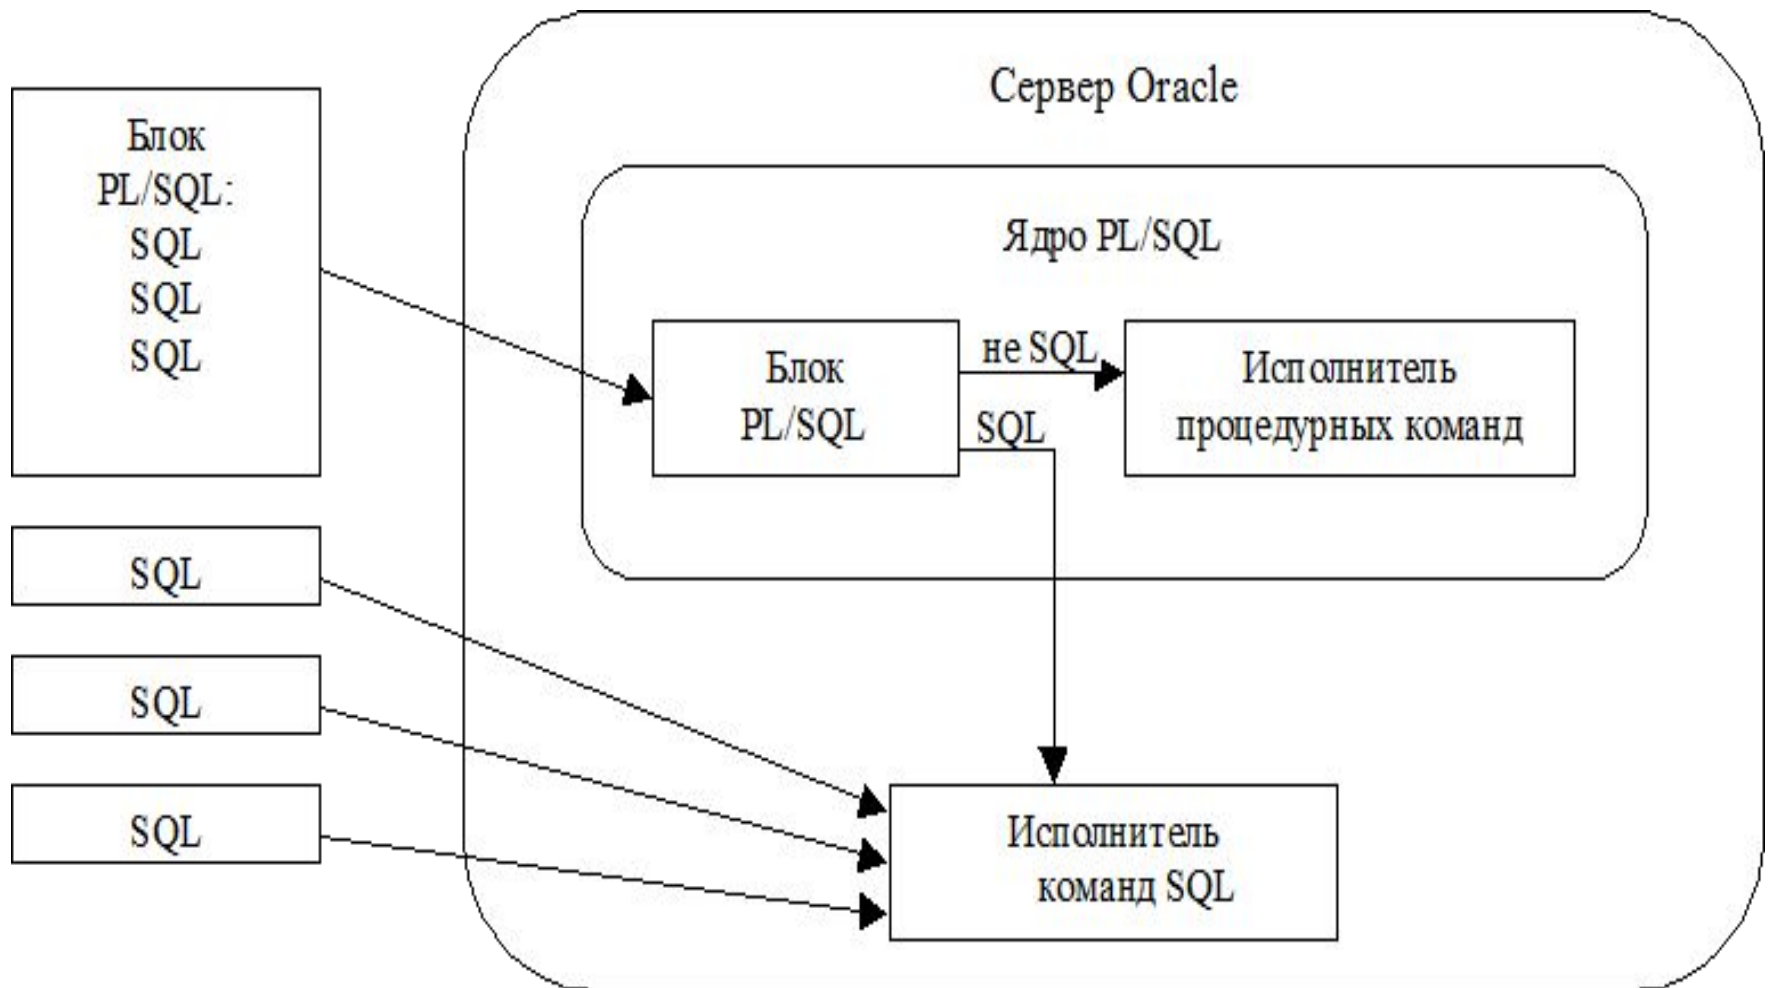 Сервер Oracle
Блок
PL/SQL:
SQL
SQL
SQL
Ядро PL/SQL
Блок
PL/SQL
не SQL
SQL
Исполнитель
процедурных команд
SQL
SQL
SQL
Исполнитель
команд SQL